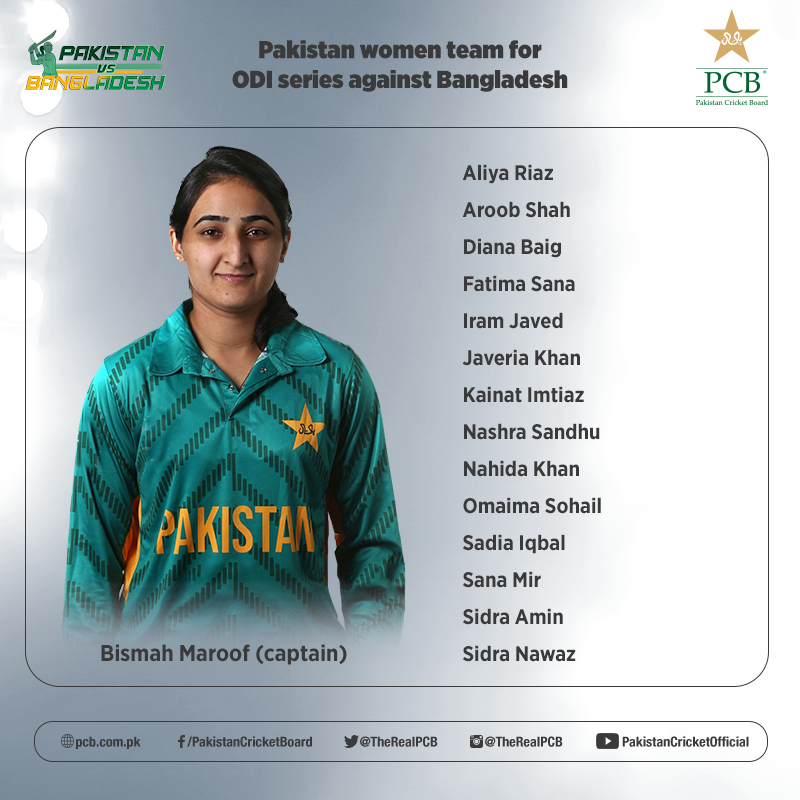 PAKISTAN
VS
BANGLADESH
Pakistan women team for
ODI series against Bangladesh
PCB
Pakistan Cricket Board
PAKISTAN
Bismah Maroof (captain)
Aliya Riaz
Aroob Shah
Diana Baig
Fatima Sana
Iram Javed
Javeria Khan
Kainat Imtiaz
Nashra Sandhu
Nahida Khan
Omaima Sohail
Sadia Iqbal
Sana Mir
Sidra Amin
Sidra Nawaz
pcb.com.pk
/PakistanCricketBoard
@TheRealPCB
@TheRealPCB
PakistanCricketOfficial